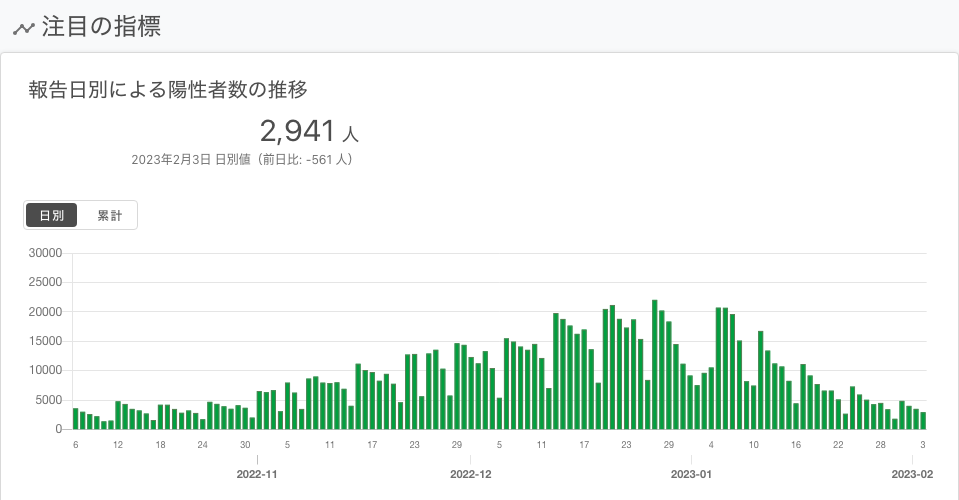 注目の指標
報告日別による陽性者数の推移
2,941 人
2023年2月3日 日別値（前日比: -561 人）
日別 累計
30000
25000
20000
15000
10000
5000
0
6 12 18 24 30 5 11 17 23 29 5 11 17 23 29 4 10 16 22 28 3
2022-11 2022-12 2023-01 2023-02